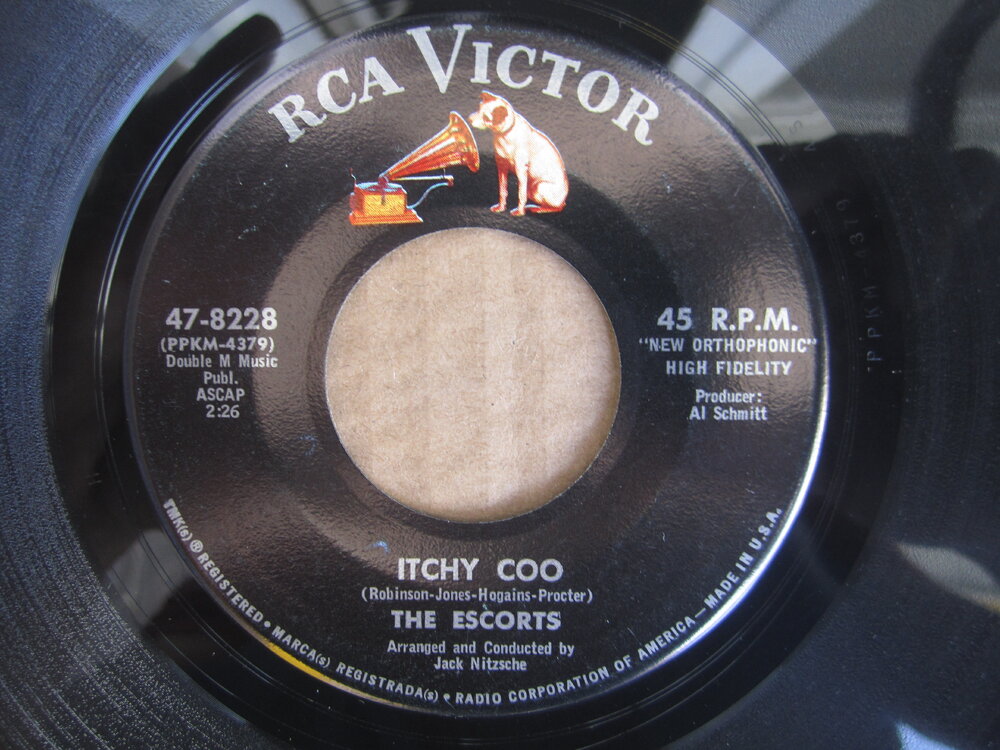 RCA VICTOR
47-8228
(PPKM-4379)
Double M Music
Publ.
ASCAP
2:26
45 R.P.M.
"NEW ORTHOPHONIC"
HIGH FIDELITY
Producer:
Al Schmitt
ITCHY COO
(Robinson-Jones-Hogains-Procter)
THE ESCORTS
Arranged and Conducted by
Jack Nitzsche
TMK(s) ® REGISTERED • MARCA(s) REGISTRADA(s) • RADIO CORPORATION OF AMERICA—MADE IN U.S.A.
PPKM-4379